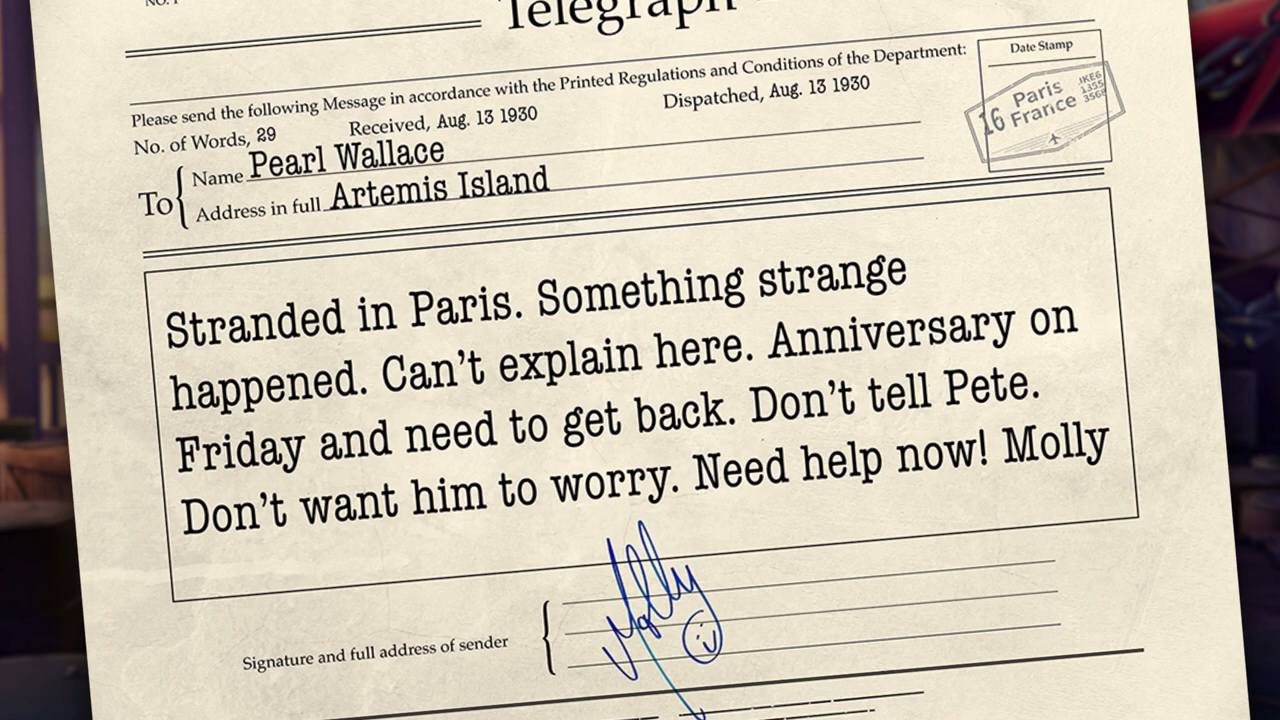 Telegraph
Please send the following Message in accordance with the Printed Regulations and Conditions of the Department:
No. of Words, 29 Received, Aug. 13 1930 Dispatched, Aug. 13 1930
To
Name Pearl Wallace
Address in full Artemis Island
Date Stamp
16 Paris France
JKE6
1355
3568
Stranded in Paris. Something strange
happened. Can't explain here. Anniversary on
Friday and need to get back. Don't tell Pete.
Don't want him to worry. Need help now! Molly
Signature and full address of sender
Molly